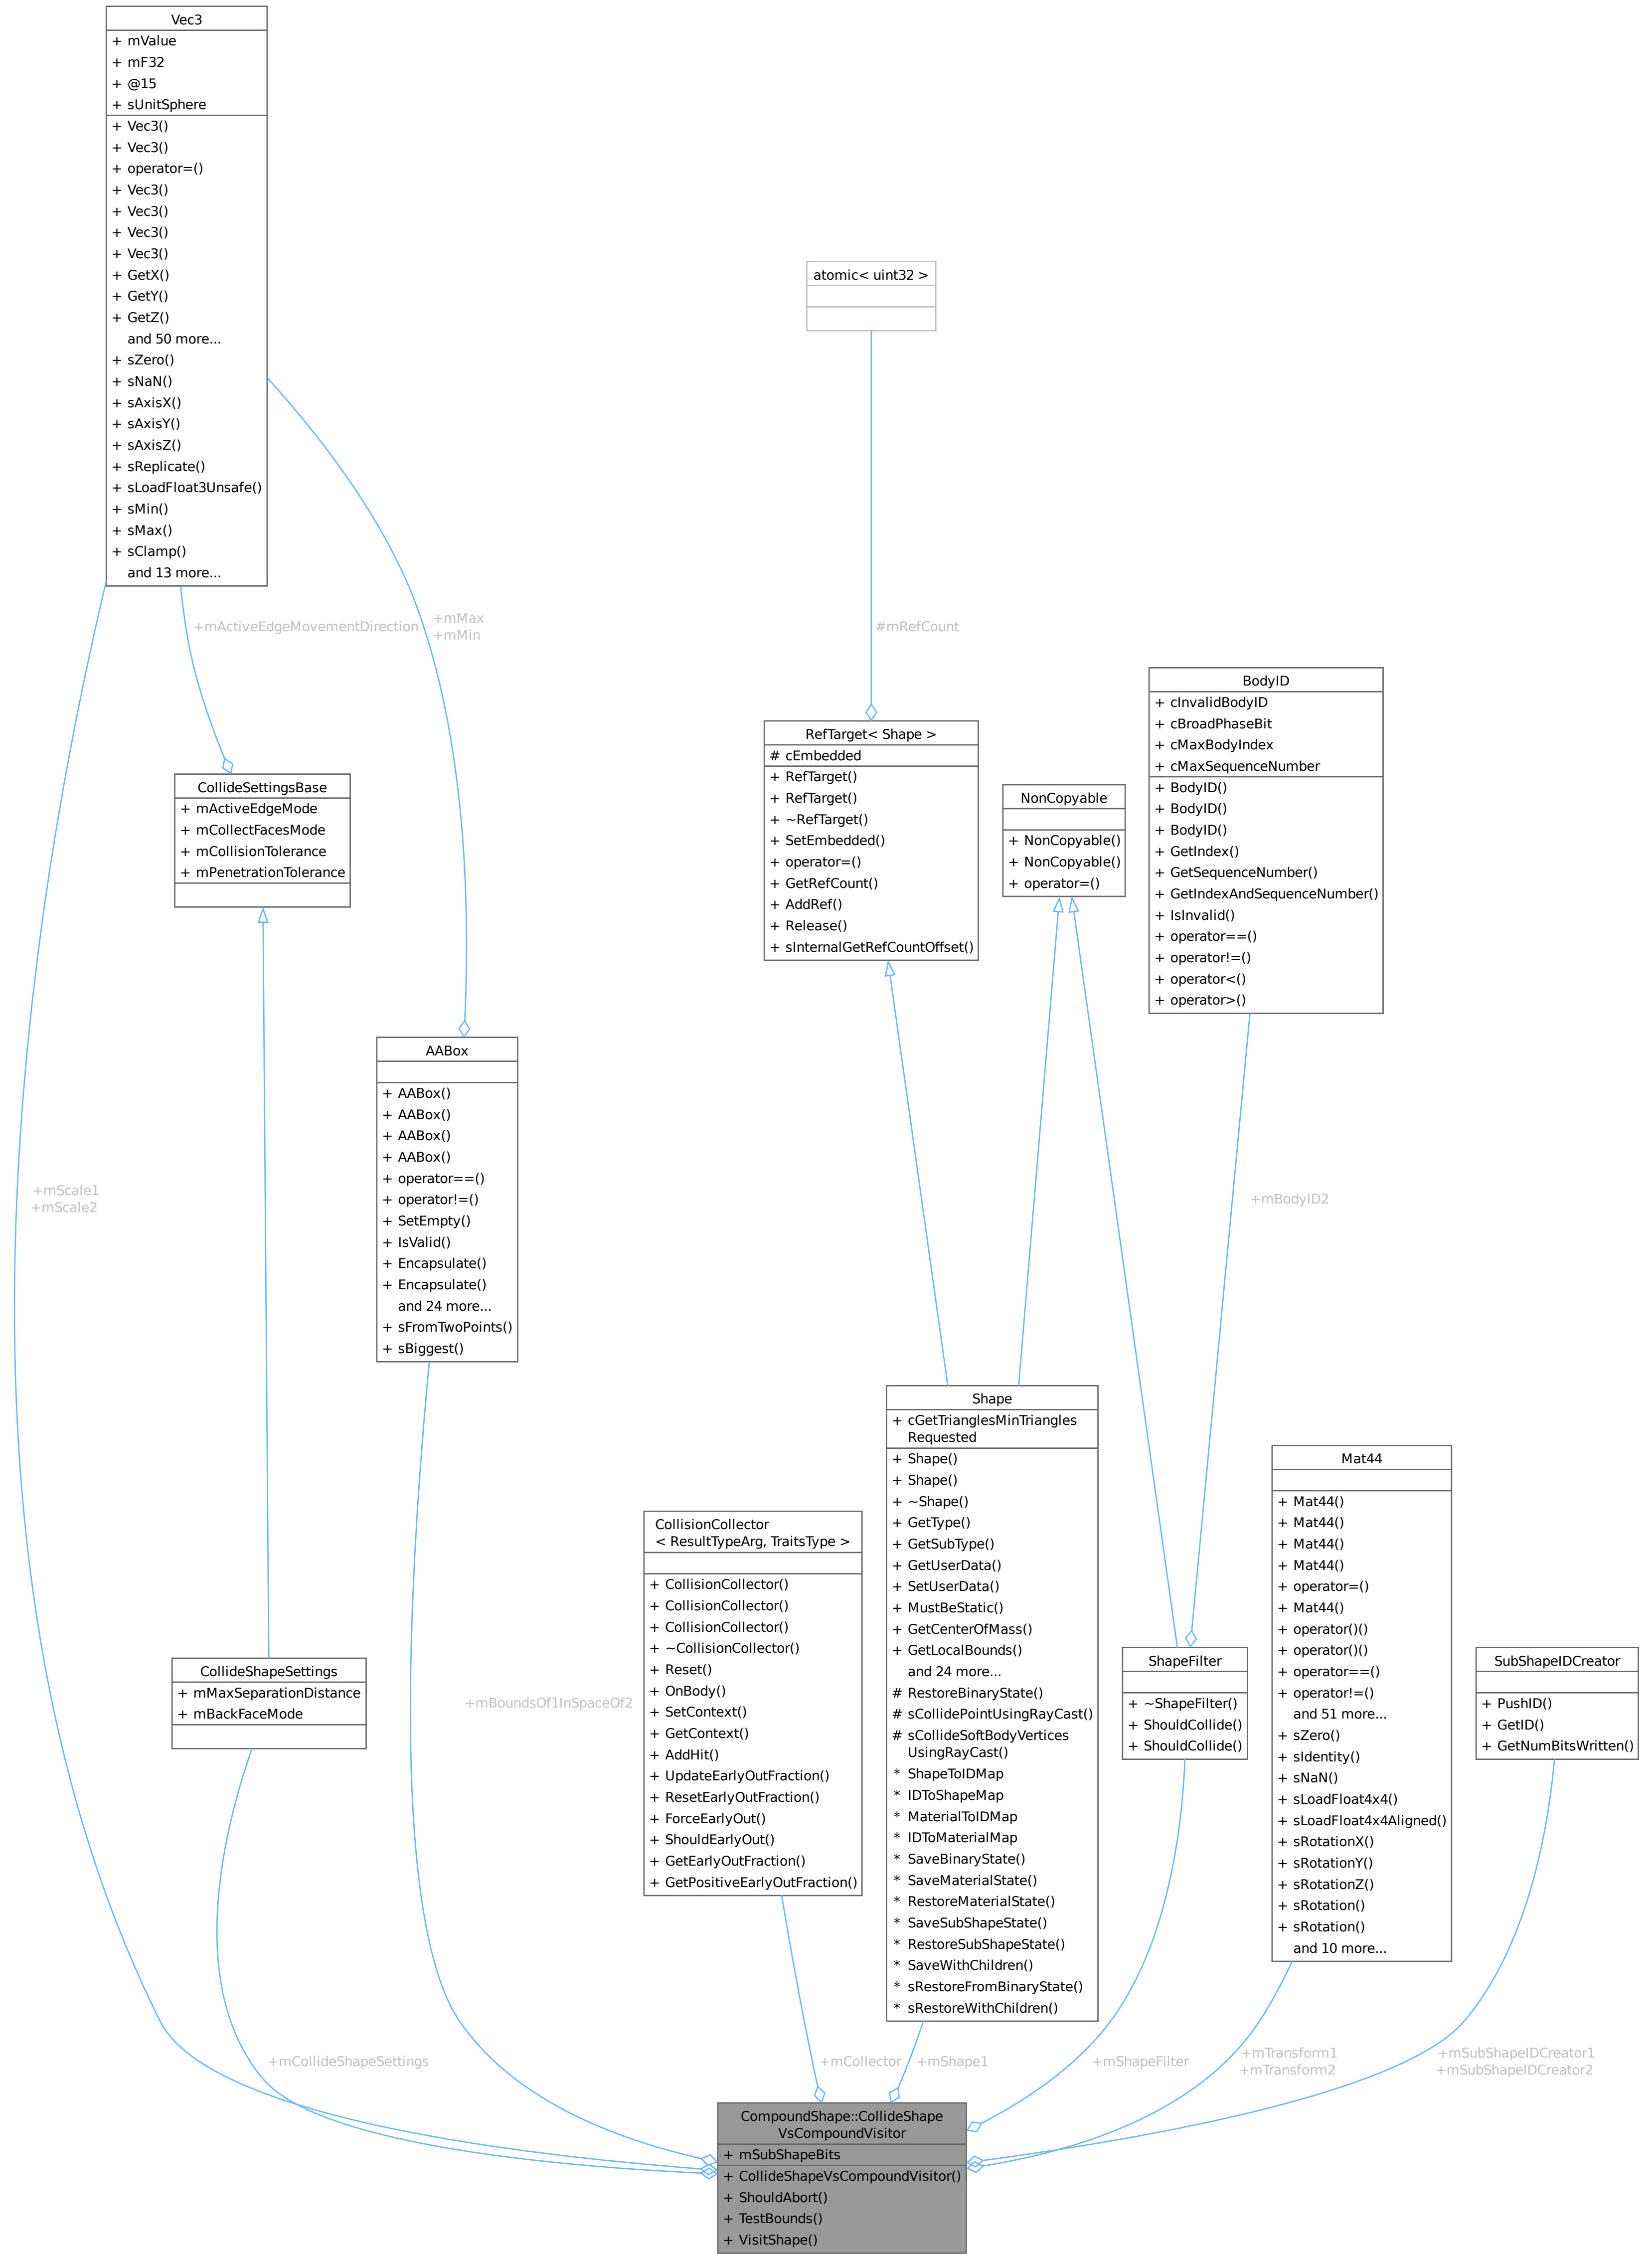 Vec3
+ mValue
+ mF32
+ @15
+ sUnitSphere
+ Vec3()
+ Vec3()
+ operator=()
+ Vec3()
+ Vec3()
+ Vec3()
+ Vec3()
+ GetX()
+ GetY()
+ GetZ()
and 50 more...
+ sZero()
+ sNaN()
+ sAxisX()
+ sAxisY()
+ sAxisZ()
+ sReplicate()
+ sLoadFloat3Unsafe()
+ sMin()
+ sMax()
+ sClamp()
and 13 more...
atomic< uint32 >
+mActiveEdgeMovementDirection
+mMax
+mMin
#mRefCount
CollideSettingsBase
+ mActiveEdgeMode
+ mCollectFacesMode
+ mCollisionTolerance
+ mPenetrationTolerance
RefTarget< Shape >
# cEmbedded
+ RefTarget()
+ RefTarget()
+ ~RefTarget()
+ SetEmbedded()
+ operator=()
+ GetRefCount()
+ AddRef()
+ Release()
+ sInternalGetRefCountOffset()
NonCopyable
+ NonCopyable()
+ NonCopyable()
+ operator=()
BodyID
+ cInvalidBodyID
+ cBroadPhaseBit
+ cMaxBodyIndex
+ cMaxSequenceNumber
+ BodyID()
+ BodyID()
+ BodyID()
+ GetIndex()
+ GetSequenceNumber()
+ GetIndexAndSequenceNumber()
+ IsInvalid()
+ operator==()
+ operator!=()
+ operator<()
+ operator>()
AABox
+ AABox()
+ AABox()
+ AABox()
+ AABox()
+ operator==()
+ operator!=()
+ SetEmpty()
+ IsValid()
+ Encapsulate()
+ Encapsulate()
and 24 more...
+ sFromTwoPoints()
+ sBiggest()
+mScale1
+mScale2
+mBodyID2
CollideShapeSettings
+ mMaxSeparationDistance
+ mBackFaceMode
+mBoundsOf1InSpaceOf2
CollisionCollector
< ResultTypeArg, TraitsType >
+ CollisionCollector()
+ CollisionCollector()
+ CollisionCollector()
+ ~CollisionCollector()
+ Reset()
+ OnBody()
+ SetContext()
+ GetContext()
+ AddHit()
+ UpdateEarlyOutFraction()
+ ResetEarlyOutFraction()
+ ForceEarlyOut()
+ ShouldEarlyOut()
+ GetEarlyOutFraction()
+ GetPositiveEarlyOutFraction()
Shape
+ cGetTrianglesMinTriangles
Requested
+ Shape()
+ Shape()
+ ~Shape()
+ GetType()
+ GetSubType()
+ GetUserData()
+ SetUserData()
+ MustBeStatic()
+ GetCenterOfMass()
+ GetLocalBounds()
and 24 more...
# RestoreBinaryState()
# sCollidePointUsingRayCast()
# sCollideSoftBodyVertices
UsingRayCast()
* ShapeToIDMap
* IDToShapeMap
* MaterialToIDMap
* IDToMaterialMap
* SaveBinaryState()
* SaveMaterialState()
* RestoreMaterialState()
* SaveSubShapeState()
* RestoreSubShapeState()
* SaveWithChildren()
* sRestoreFromBinaryState()
* sRestoreWithChildren()
ShapeFilter
+ ~ShapeFilter()
+ ShouldCollide()
+ ShouldCollide()
Mat44
+ Mat44()
+ Mat44()
+ Mat44()
+ Mat44()
+ operator=()
+ Mat44()
+ operator()()
+ operator()()
+ operator==()
+ operator!=()
and 51 more...
+ sZero()
+ sIdentity()
+ sNaN()
+ sLoadFloat4x4()
+ sLoadFloat4x4Aligned()
+ sRotationX()
+ sRotationY()
+ sRotationZ()
+ sRotation()
+ sRotation()
and 10 more...
SubShapeIDCreator
+ PushID()
+ GetID()
+ GetNumBitsWritten()
+mCollideShapeSettings
+mCollector
+mShape1
+mShapeFilter
+mTransform1
+mTransform2
+mSubShapeIDCreator1
+mSubShapeIDCreator2
CompoundShape::CollideShape
VsCompoundVisitor
+ mSubShapeBits
+ CollideShapeVsCompoundVisitor()
+ ShouldAbort()
+ TestBounds()
+ VisitShape()